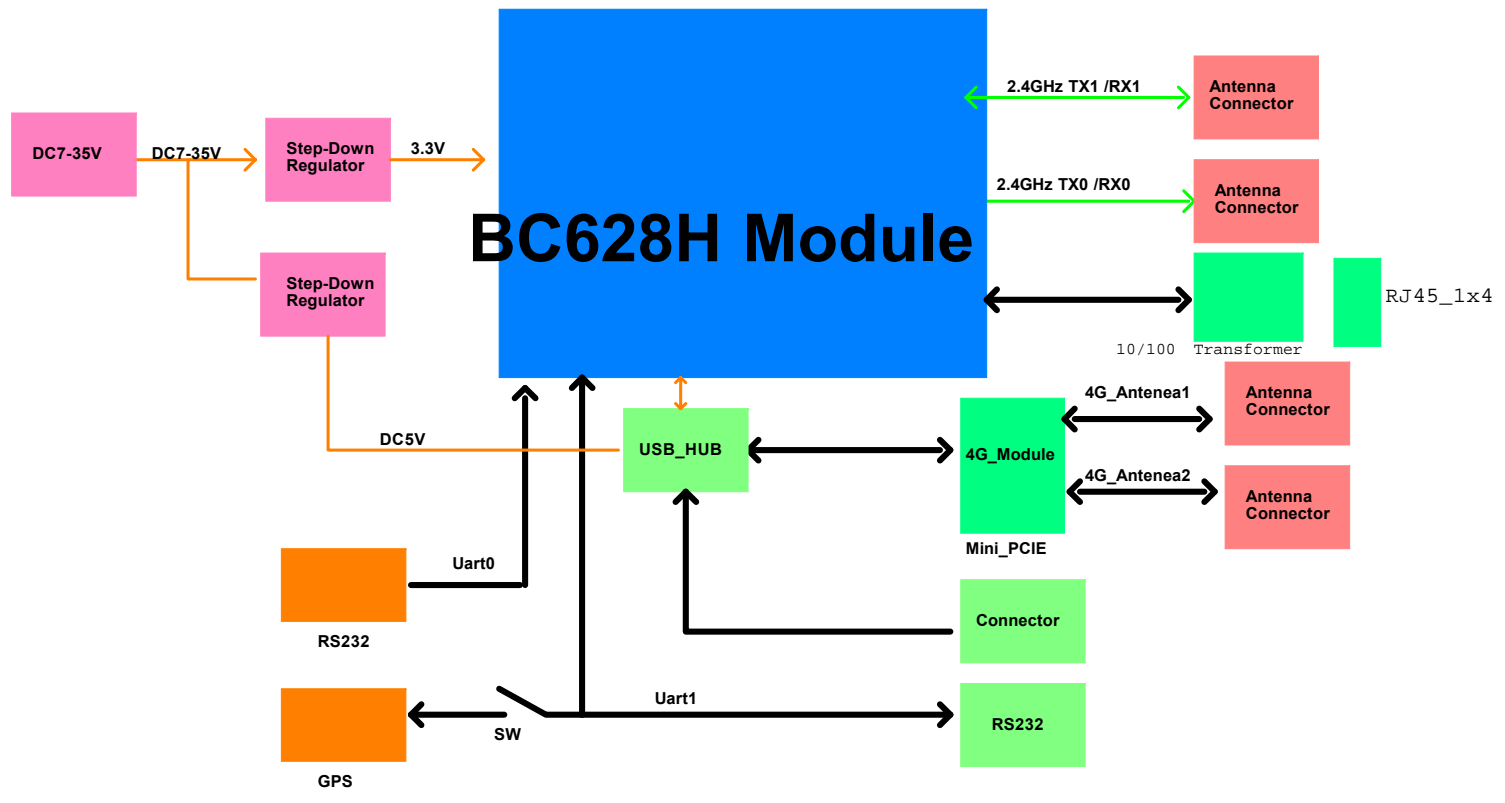 2.4GHz TX1 /RX1
Antenna
Connector
DC7-35V
DC7-35V
Step-Down
Regulator
3.3V
2.4GHz TX0 /RX0
Antenna
Connector
BC628H Module
Step-Down
Regulator
RJ45_1x4
10/100 Transformer
4G_Antenea1
Antenna
Connector
DC5V
USB_HUB
4G_Module
4G_Antenea2
Antenna
Connector
Mini_PCIE
Uart0
RS232
Connector
Uart1
SW
RS232
GPS